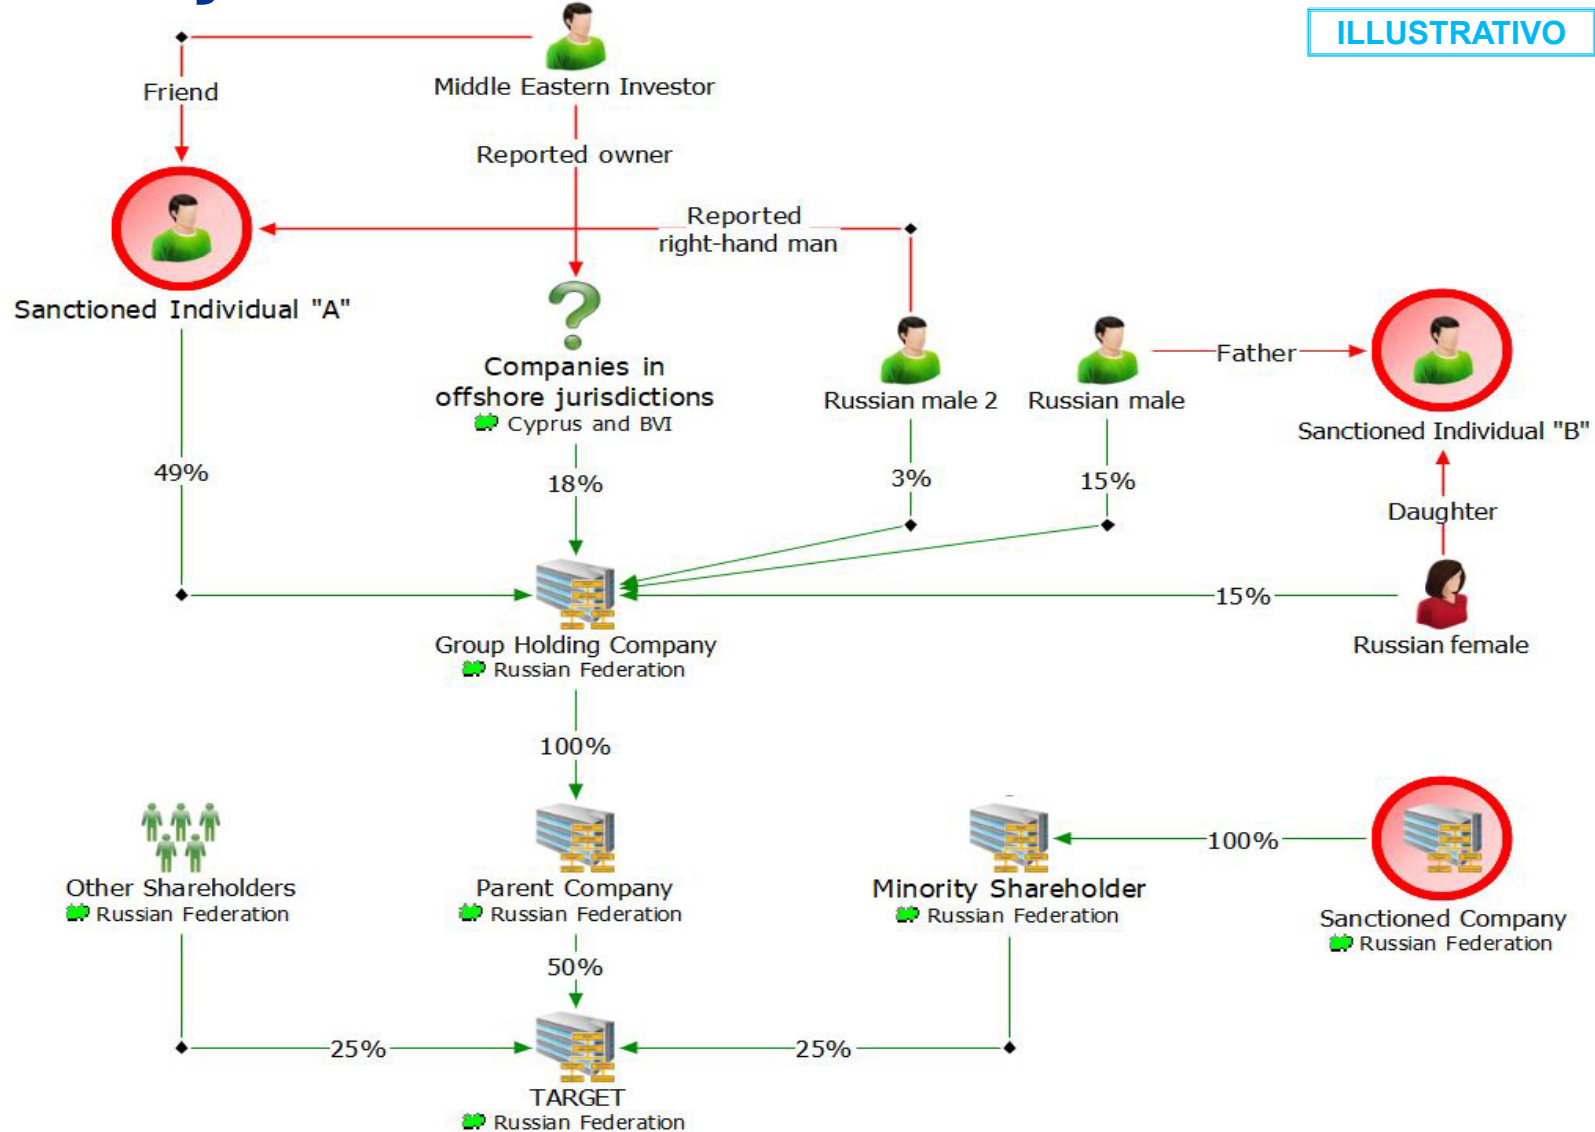 ILLUSTRATIVO
Middle Eastern Investor
Friend
Reported owner
Reported
right-hand man
Sanctioned Individual "A"
Companies in
offshore jurisdictions
Cyprus and BVI
Russian male 2
Russian male
Father
Sanctioned Individual "B"
49%
18%
3%
15%
Daughter
15%
Russian female
Group Holding Company
Russian Federation
100%
Other Shareholders
Russian Federation
Parent Company
Russian Federation
Minority Shareholder
Russian Federation
100%
Sanctioned Company
Russian Federation
50%
25%
25%
TARGET
Russian Federation